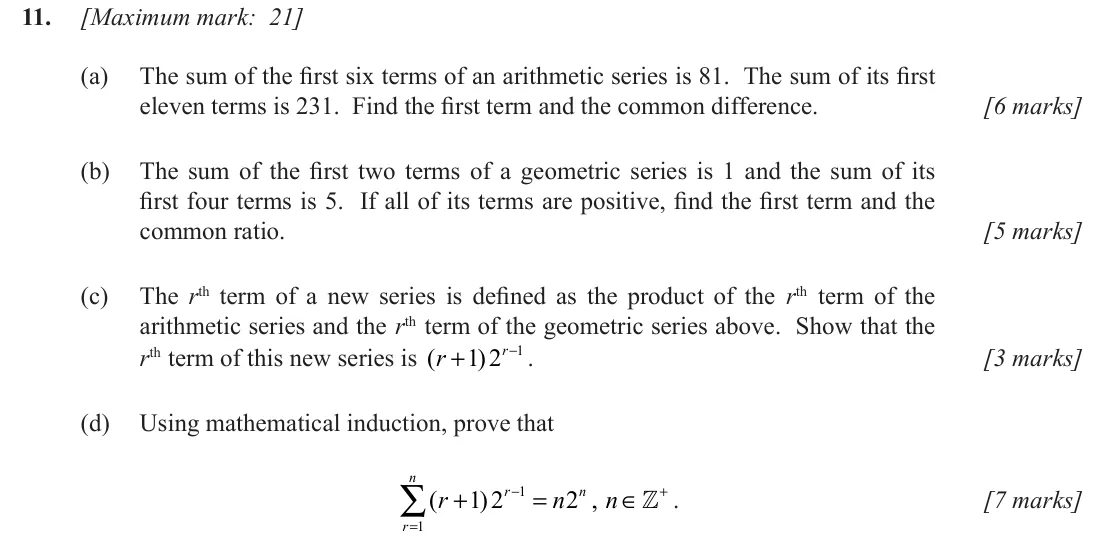 11. [Maximum mark: 21]
(a) The sum of the first six terms of an arithmetic series is 81. The sum of its first
eleven terms is 231. Find the first term and the common difference. [6 marks]
(b) The sum of the first two terms of a geometric series is 1 and the sum of its
first four terms is 5. If all of its terms are positive, find the first term and the
common ratio. [5 marks]
(c) The rᵗʰ term of a new series is defined as the product of the rᵗʰ term of the
arithmetic series and the rᵗʰ term of the geometric series above. Show that the
rᵗʰ term of this new series is (r+1)2ʳ⁻¹. [3 marks]
(d) Using mathematical induction, prove that
∑_{r=1}^{n} (r+1)2ʳ⁻¹ = n2ⁿ, n∈ℤ⁺. [7 marks]